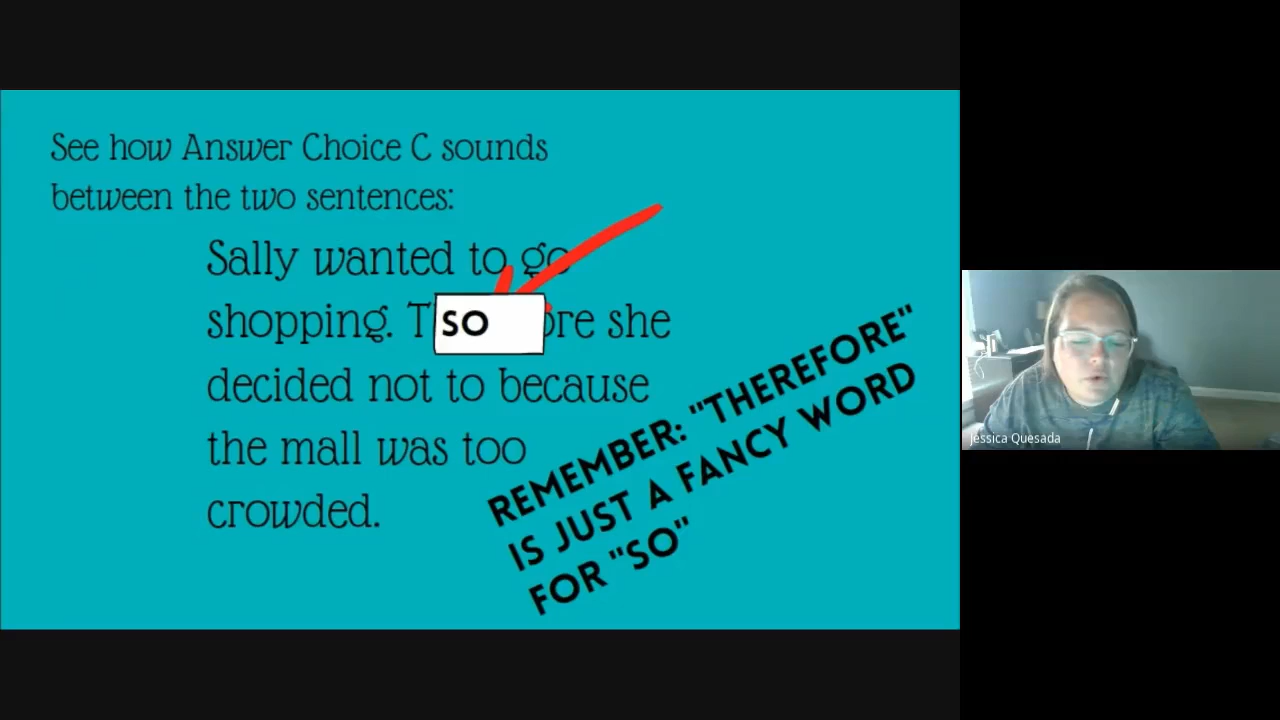 See how Answer Choice C sounds
between the two sentences:
Sally wanted to go
shopping. T SO ore she
decided not to because
the mall was too
crowded.
REMEMBER: "THEREFORE"
IS JUST A FANCY WORD
FOR "SO"
Jessica Quesada